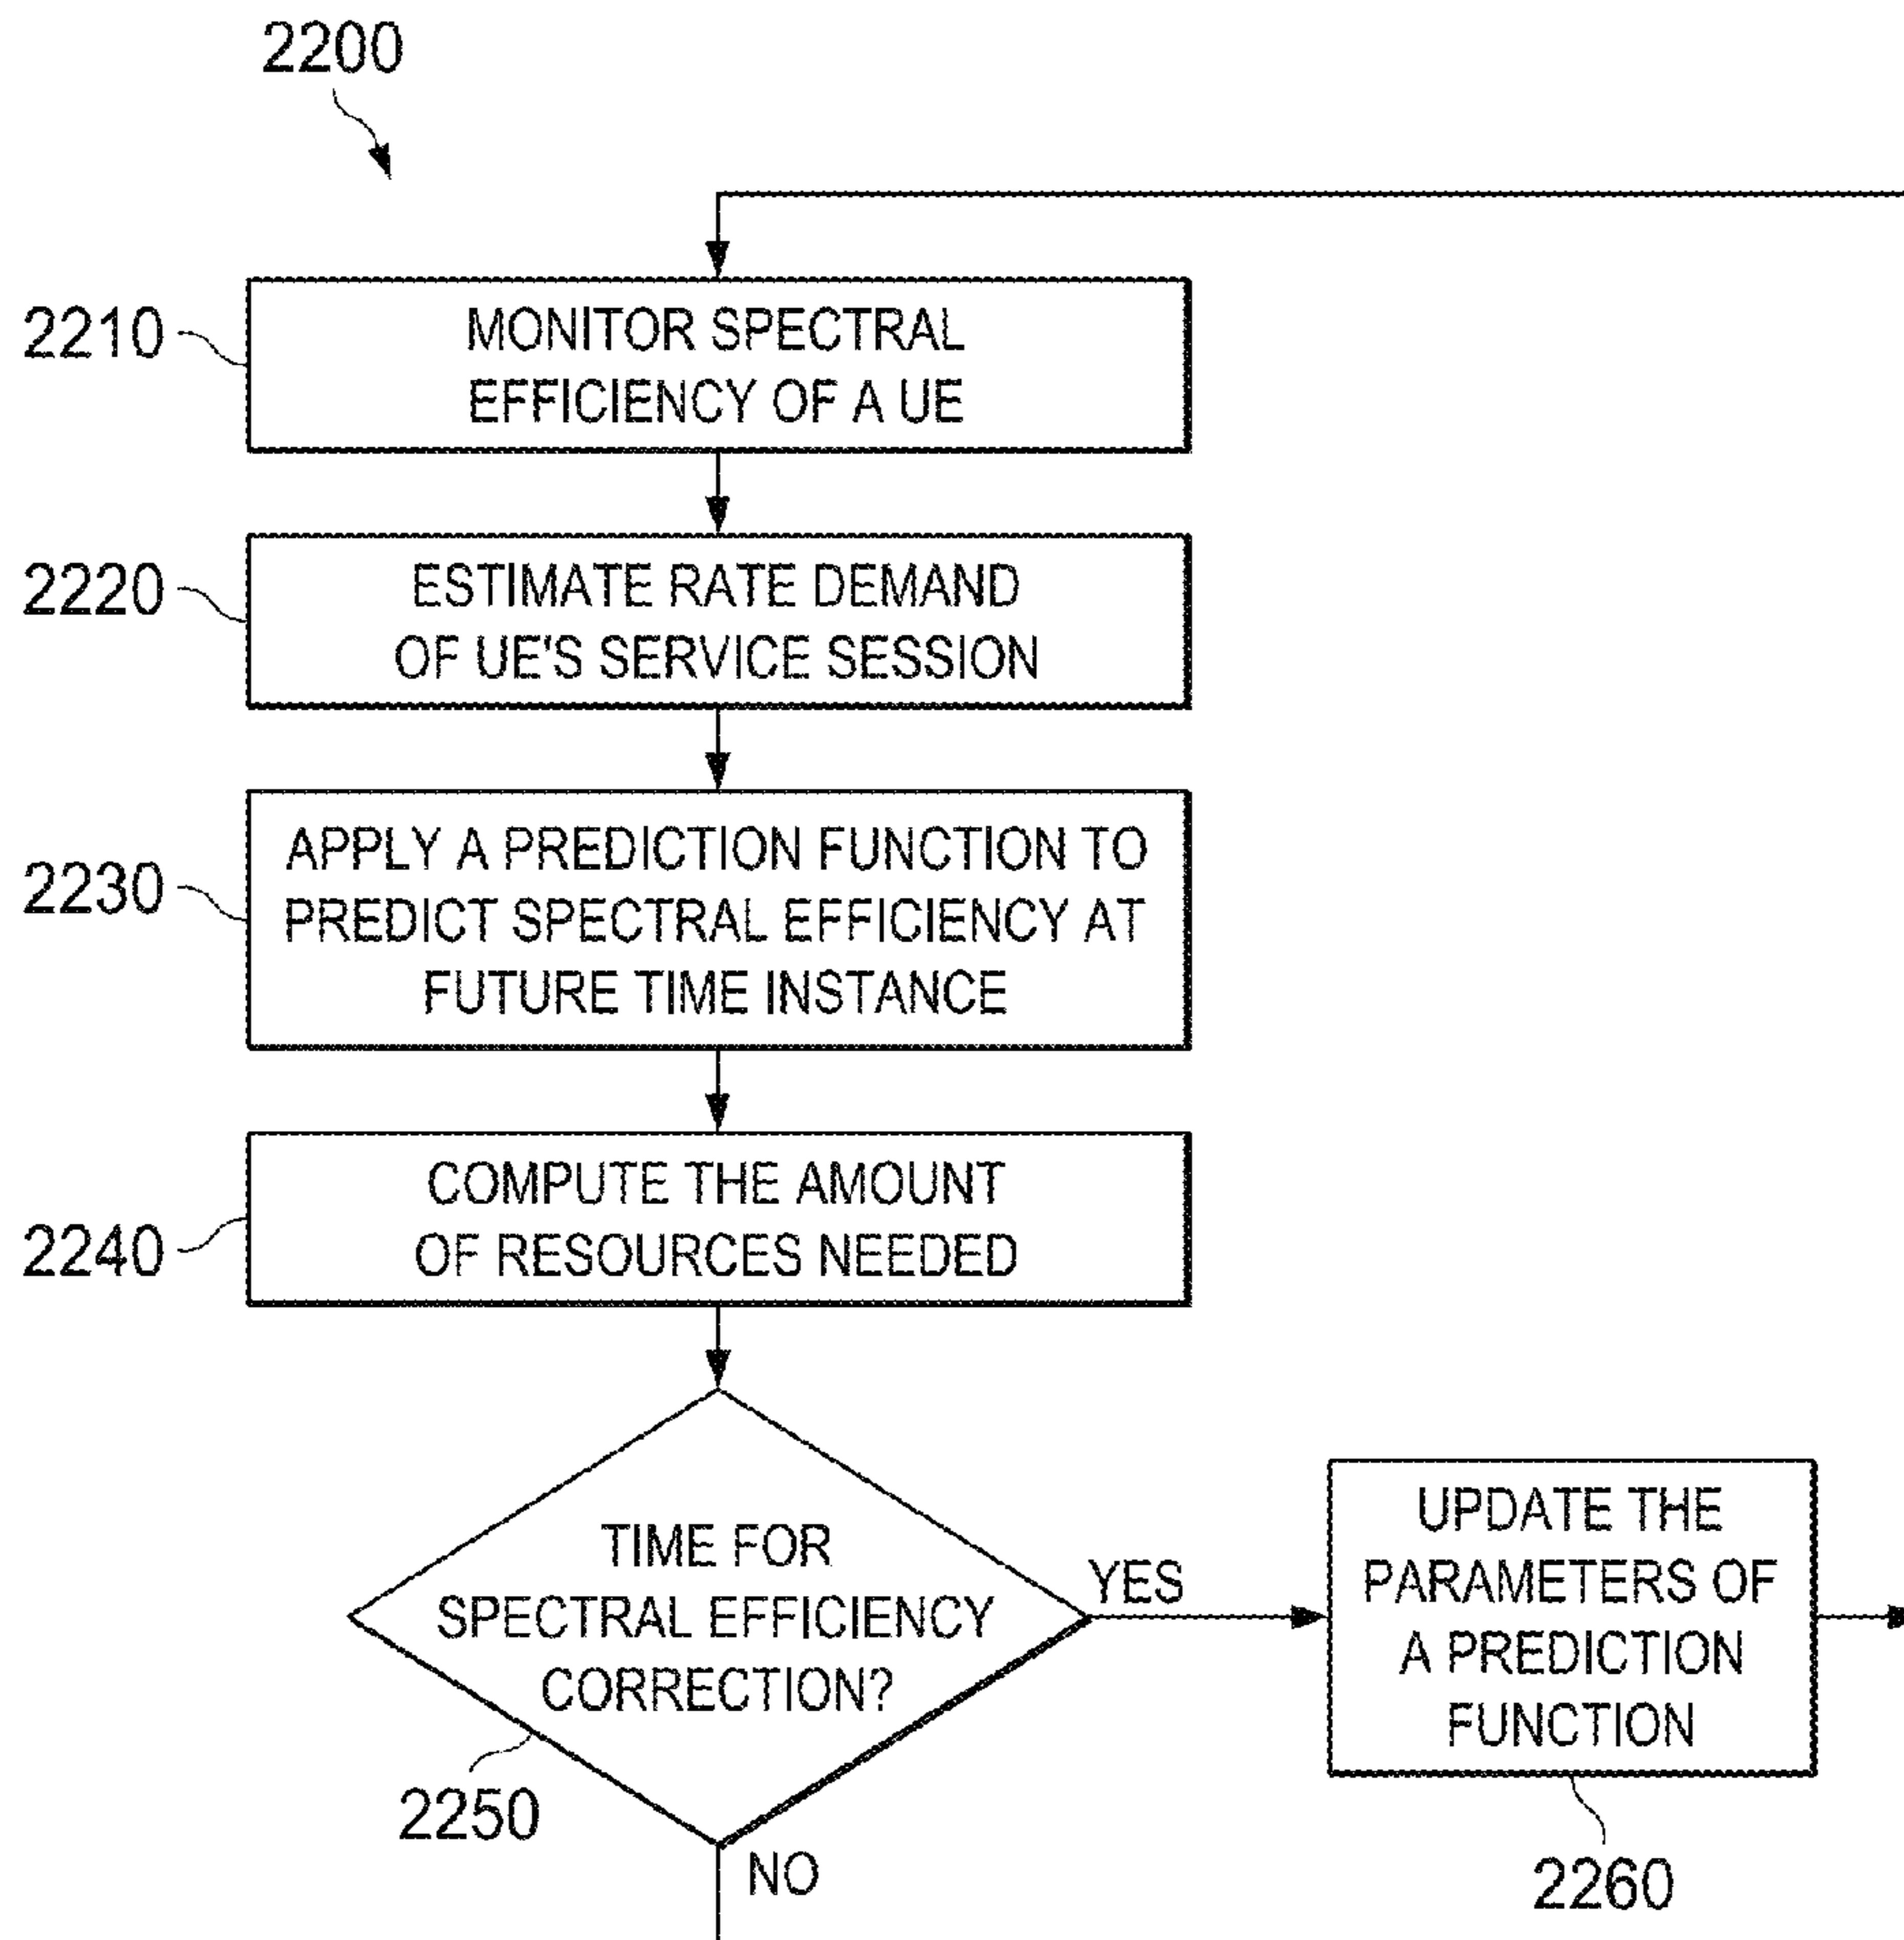 2200
2210
MONITOR SPECTRAL
EFFICIENCY OF A UE
2220
ESTIMATE RATE DEMAND
OF UE'S SERVICE SESSION
2230
APPLY A PREDICTION FUNCTION TO
PREDICT SPECTRAL EFFICIENCY AT
FUTURE TIME INSTANCE
2240
COMPUTE THE AMOUNT
OF RESOURCES NEEDED
TIME FOR
SPECTRAL EFFICIENCY
CORRECTION?
2250
YES
NO
UPDATE THE
PARAMETERS OF
A PREDICTION
FUNCTION
2260